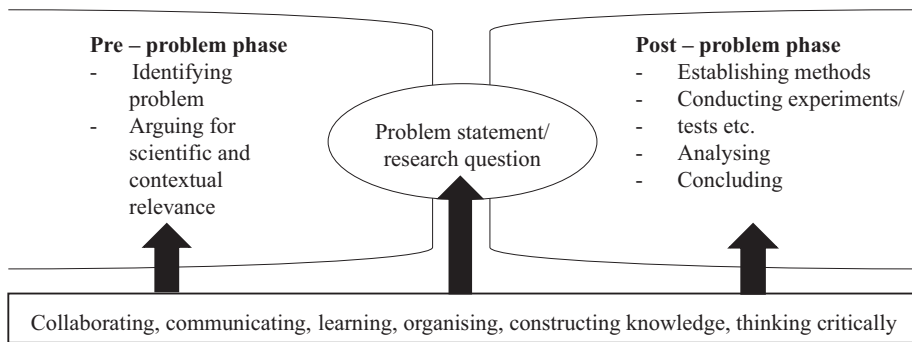 Pre – problem phase
- Identifying
problem
- Arguing for
scientific and
contextual
relevance
Problem statement/
research question
Post – problem phase
- Establishing methods
- Conducting experiments/
- tests etc.
- Analysing
- Concluding
Collaborating, communicating, learning, organising, constructing knowledge, thinking critically